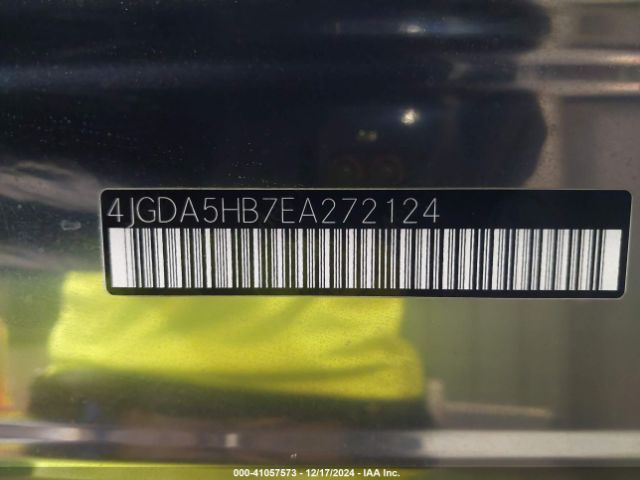 4JGDA5HB7EA272124
000-41057573 – 12/17/2024 – IAA Inc.